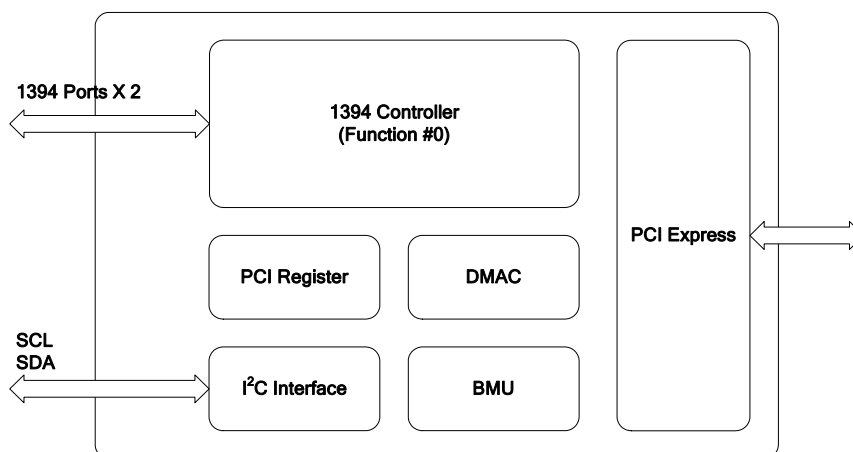 1394 Ports X 2
1394 Controller
(Function #0)
PCI Express
PCI Register
DMAC
SCL
SDA
I²C Interface
BMU